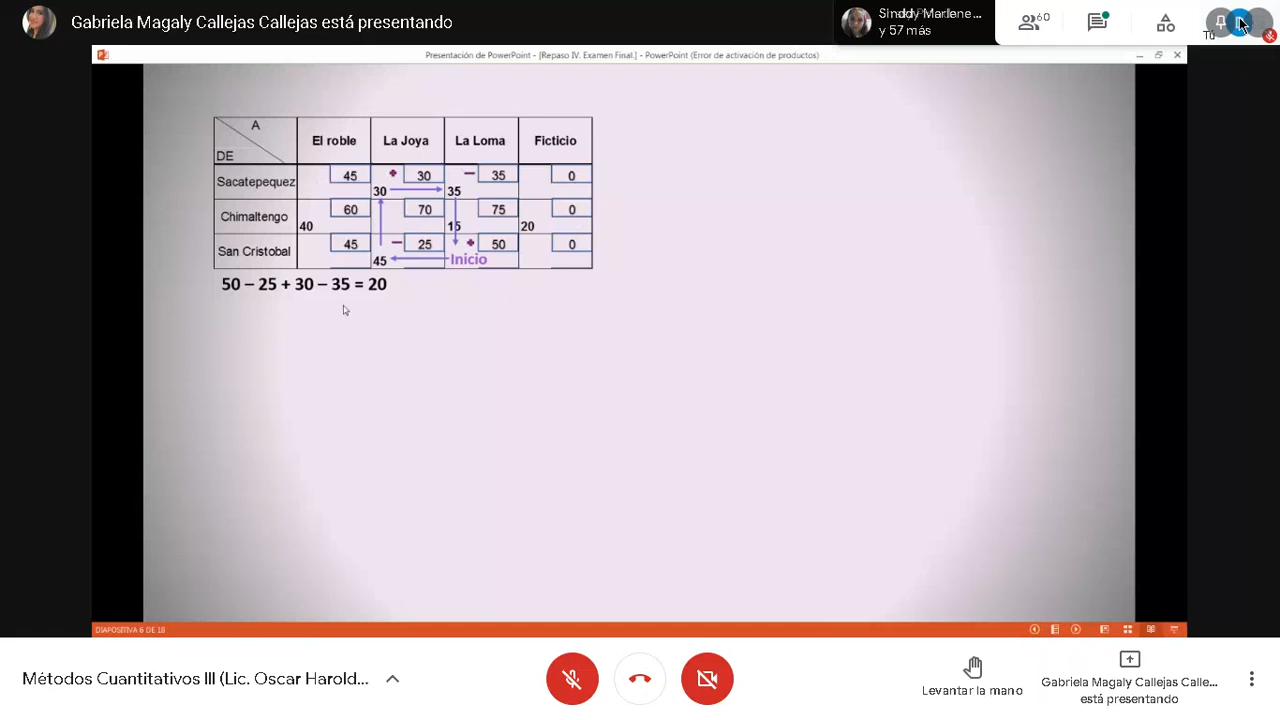 Gabriela Magaly Callejas Callejas está presentando
y 57 más
60
Tú
Presentación de PowerPoint - [Repaso IV. Examen Final.] - PowerPoint (Error de activación de productos)
A
DE
El roble
La Joya
La Loma
Ficticio
Sacatepequez
45
+ 30
30
− 35
35
0
Chimaltengo
60
40
70
75
15
0
20
San Cristobal
45
− 25
45
+ 50
Inicio
0
50 – 25 + 30 – 35 = 20
DIAPOSITIVA 6 DE 18
Métodos Cuantitativos III (Lic. Oscar Harold...
Levantar la mano
Gabriela Magaly Callejas Calle...
está presentando